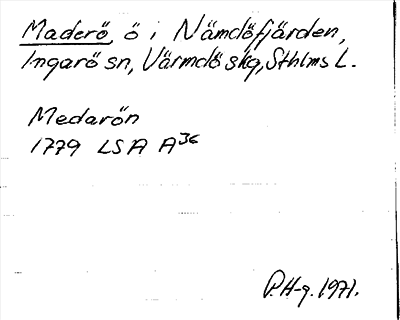 Maderö, ö i Nämdöfjärden,
Ingarö sn, Värmdö skg, Sthlms L.
Medarön
1779 LSA A36
P.H-g. 1971.